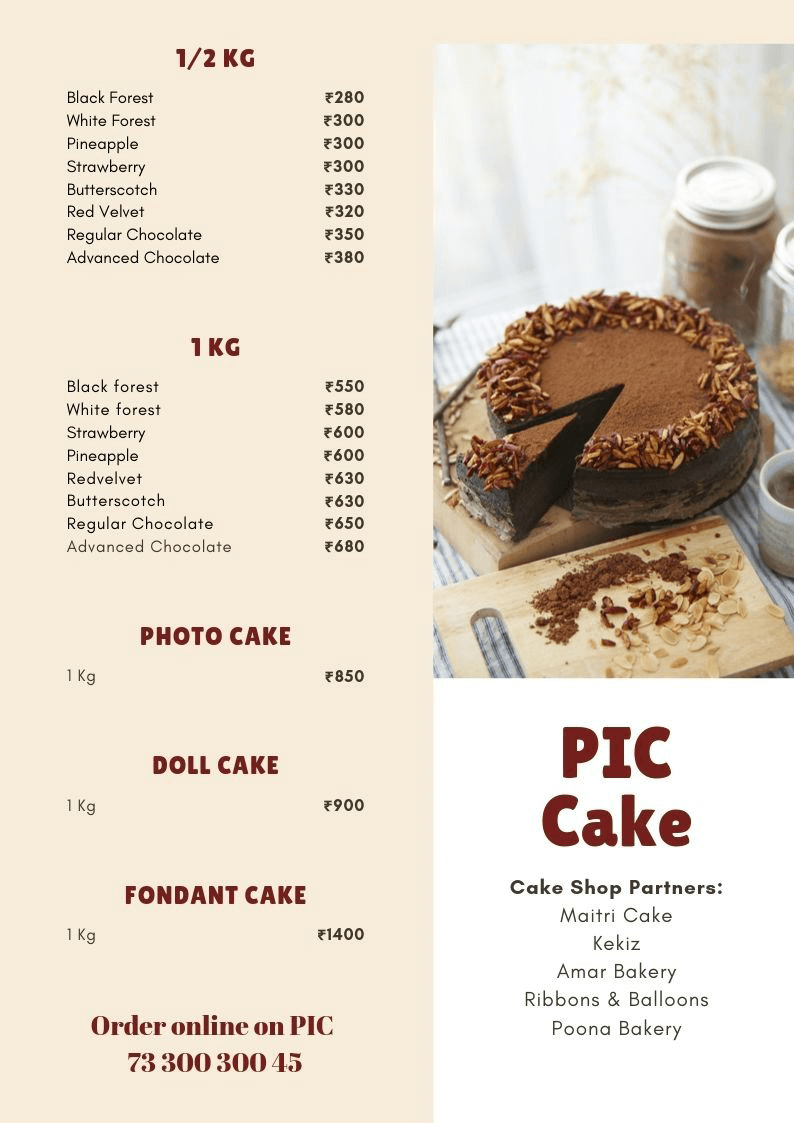 1/2 KG
Black Forest ₹280
White Forest ₹300
Pineapple ₹300
Strawberry ₹300
Butterscotch ₹330
Red Velvet ₹320
Regular Chocolate ₹350
Advanced Chocolate ₹380
1 KG
Black forest ₹550
White forest ₹580
Strawberry ₹600
Pineapple ₹600
Redvelvet ₹630
Butterscotch ₹630
Regular Chocolate ₹650
Advanced Chocolate ₹680
PHOTO CAKE
1 Kg ₹850
DOLL CAKE
1 Kg ₹900
FONDANT CAKE
1 Kg ₹1400
Order online on PIC
73 300 300 45
PIC
Cake
Cake Shop Partners:
Maitri Cake
Kekiz
Amar Bakery
Ribbons & Balloons
Poona Bakery